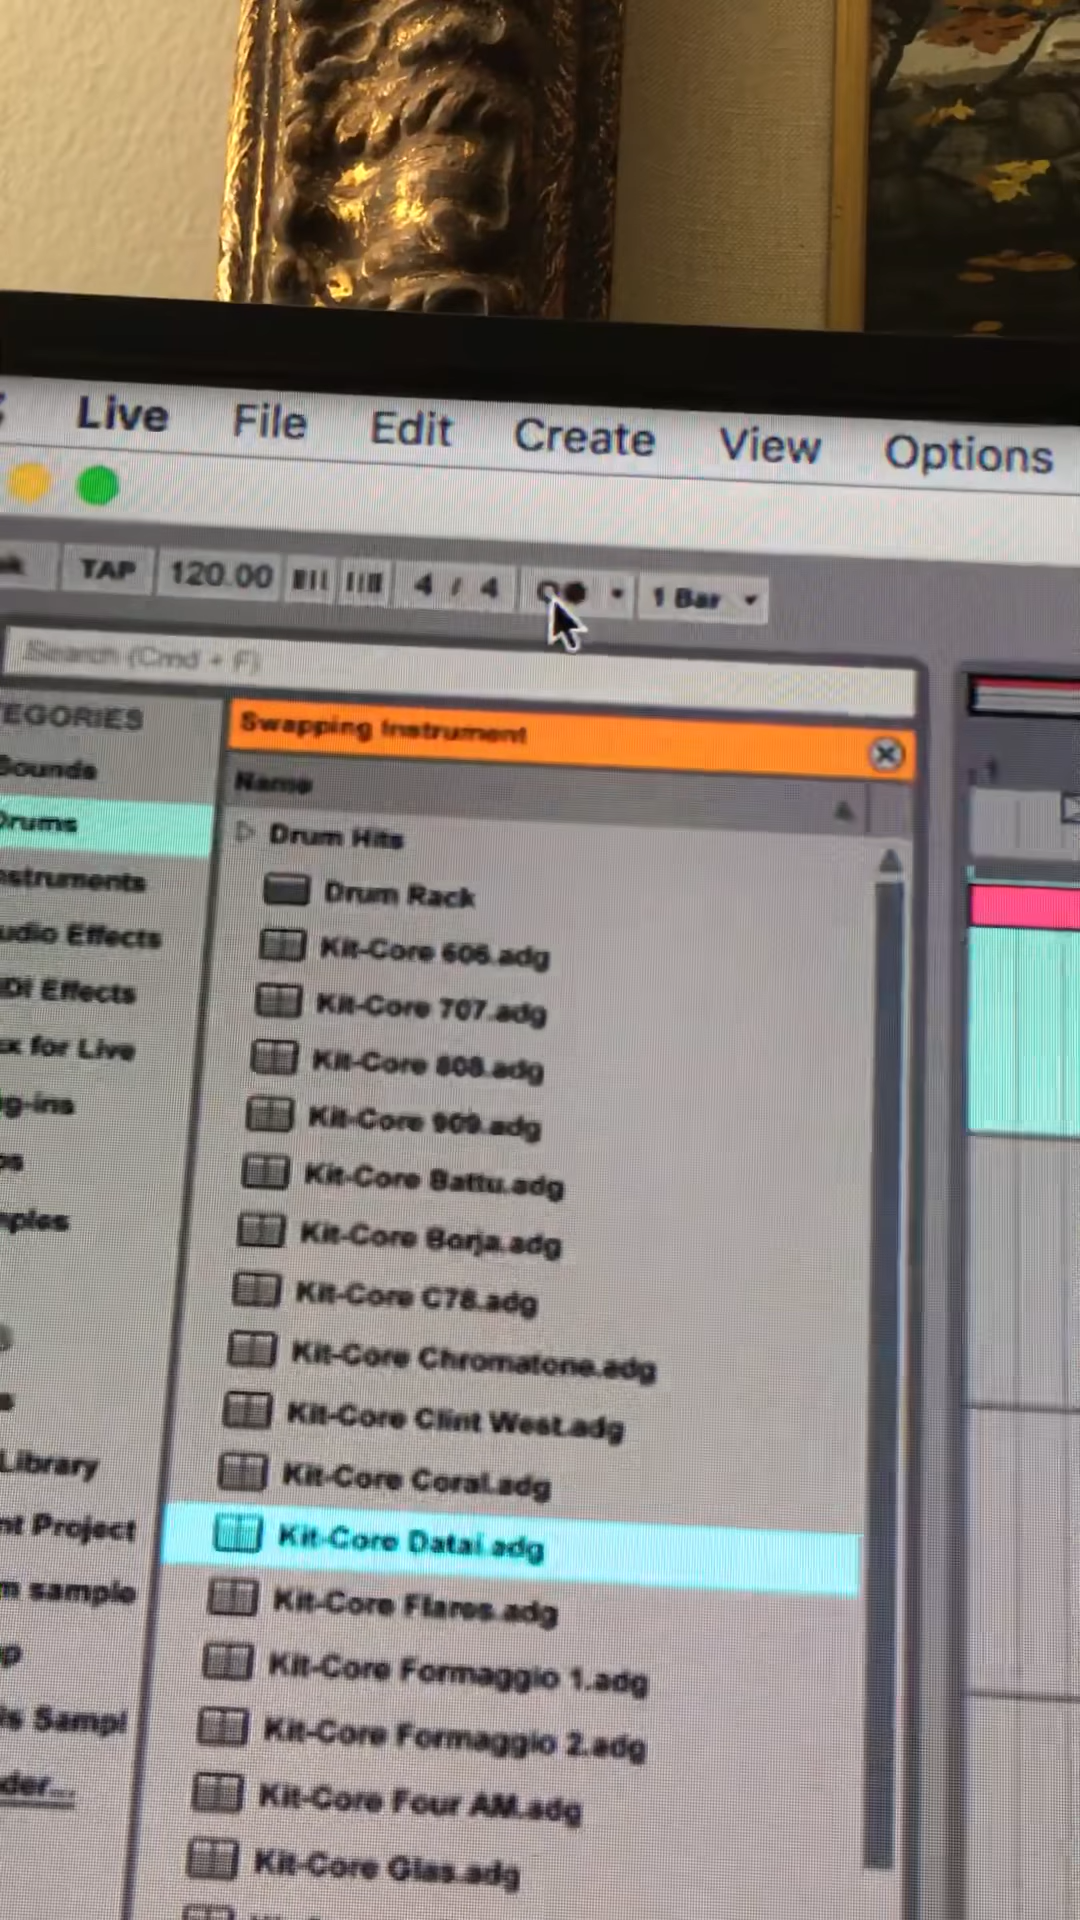 Live File Edit Create View Options
TAP 120.00 4 / 4 1 Bar
Search (Cmd + F)
EGORIES
Sounds
Drums
nstruments
udio Effects
DI Effects
x for Live
g-ins
ples
Library
nt Project
m sample
is Sampl
der...
Swapping Instrument
Name
Drum Hits
Drum Rack
Kit-Core 606.adg
Kit-Core 707.adg
Kit-Core 808.adg
Kit-Core 909.adg
Kit-Core Battu.adg
Kit-Core Borja.adg
Kit-Core C78.adg
Kit-Core Chromatone.adg
Kit-Core Clint West.adg
Kit-Core Coral.adg
Kit-Core Datai.adg
Kit-Core Flares.adg
Kit-Core Formaggio 1.adg
Kit-Core Formaggio 2.adg
Kit-Core Four AM.adg
Kit-Core Glas.adg
1